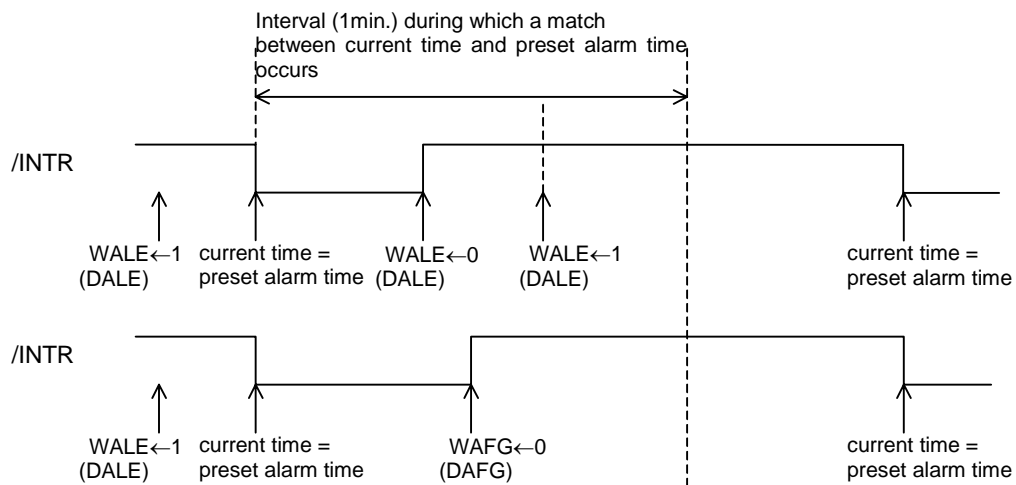 Interval (1min.) during which a match
between current time and preset alarm time
occurs
/INTR
WALE←1
(DALE)
current time =
preset alarm time
WALE←0
(DALE)
WALE←1
(DALE)
current time =
preset alarm time
/INTR
WALE←1
(DALE)
current time =
preset alarm time
WAFG←0
(DAFG)
current time =
preset alarm time